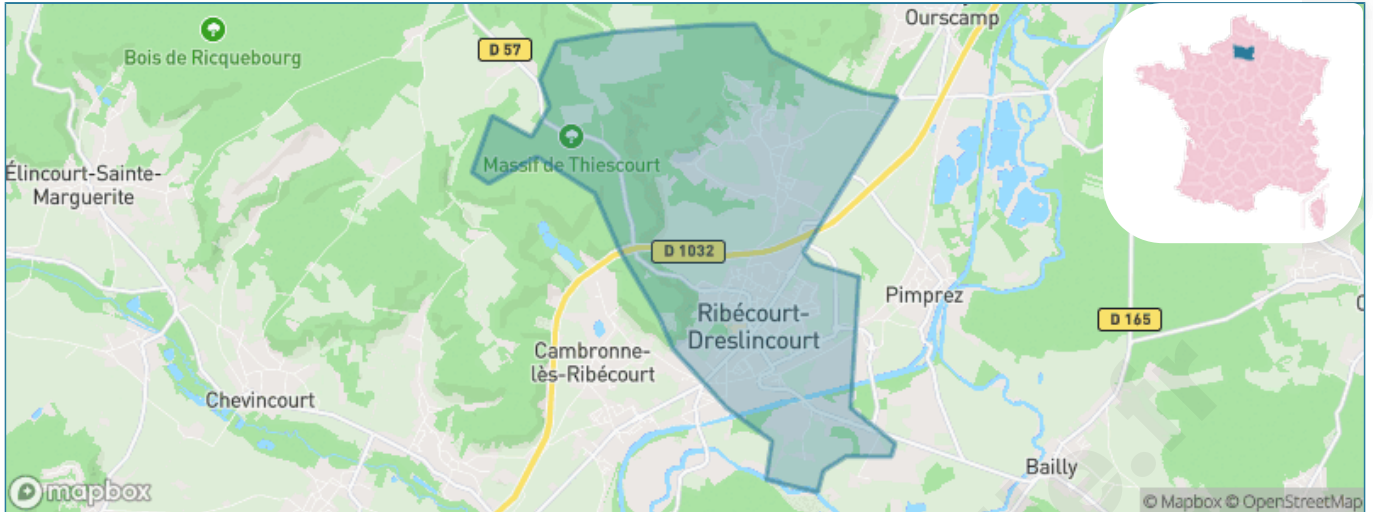 Ourscamp
Bois de Ricquebourg
D 57
Massif de Thiescourt
Élincourt-Sainte-
Marguerite
D 1032
Pimprez
Ribécourt-
Dreslincourt
D 165
Cambronne-
lès-Ribécourt
Chevincourt
Bailly
mapbox
© Mapbox © OpenStreetMap